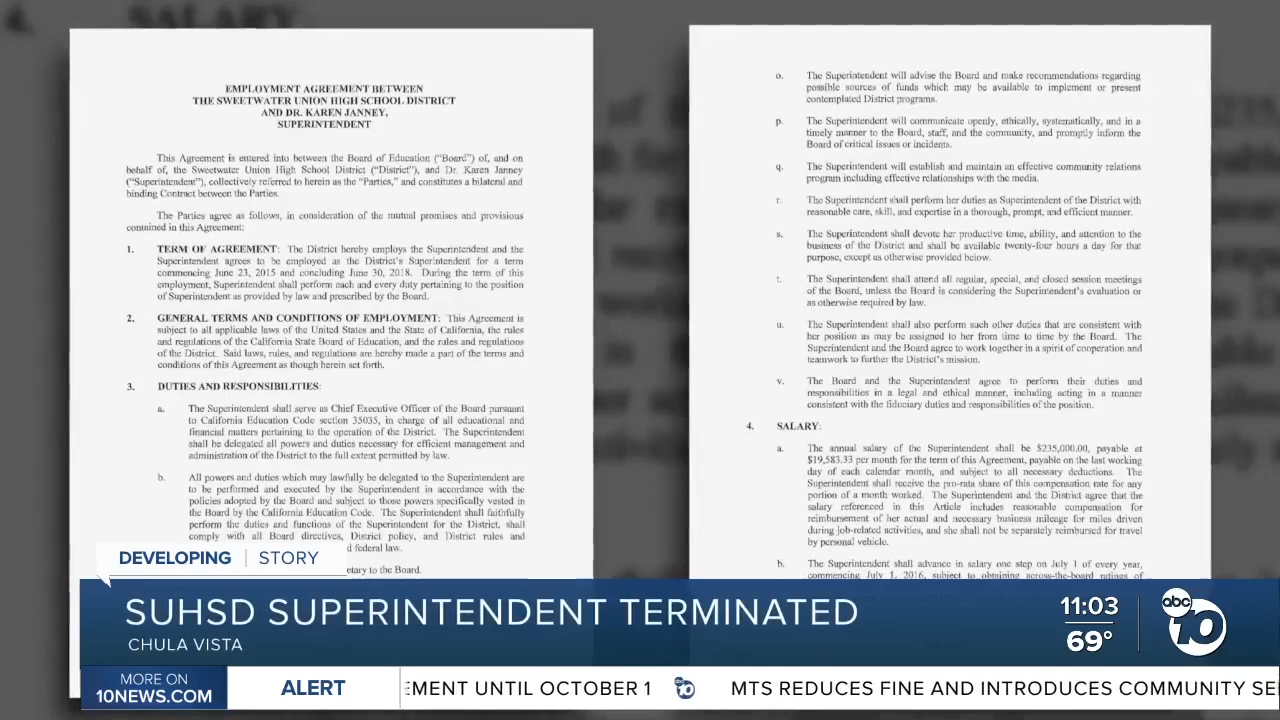 SALARY
EMPLOYMENT AGREEMENT BETWEEN
THE SWEETWATER UNION HIGH SCHOOL DISTRICT
AND DR. KAREN JANNEY,
SUPERINTENDENT
This Agreement is entered into between the Board of Education ("Board") of, and on
behalf of, the Sweetwater Union High School District ("District"), and Dr. Karen Janney
("Superintendent"), collectively referred to herein as the "Parties," and constitutes a bilateral and
binding Contract between the Parties.
The Parties agree as follows, in consideration of the mutual promises and provisions
contained in this Agreement:
1. TERM OF AGREEMENT: The District hereby employs the Superintendent and the
Superintendent agrees to be employed as the District's Superintendent for a term
commencing June 23, 2015 and concluding June 30, 2018. During the term of this
employment, Superintendent shall perform each and every duty pertaining to the position
of Superintendent as provided by law and prescribed by the Board.
2. GENERAL TERMS AND CONDITIONS OF EMPLOYMENT: This Agreement is
subject to all applicable laws of the United States and the State of California, the rules
and regulations of the California State Board of Education, and the rules and regulations
of the District. Said laws, rules, and regulations are hereby made a part of the terms and
conditions of this Agreement as though herein set forth.
3. DUTIES AND RESPONSIBILITIES:
a. The Superintendent shall serve as Chief Executive Officer of the Board pursuant
to California Education Code section 35035, in charge of all educational and
financial matters pertaining to the operation of the District. The Superintendent
shall be delegated all powers and duties necessary for efficient management and
administration of the District to the full extent permitted by law.
b. All powers and duties which may lawfully be delegated to the Superintendent are
to be performed and executed by the Superintendent in accordance with the
policies adopted by the Board and subject to those powers specifically vested in
the Board by the California Education Code. The Superintendent shall faithfully
perform the duties and functions of the Superintendent for the District, shall
comply with all Board directives, District policy, and District rules and
d federal law.
etary to the Board.
o. The Superintendent will advise the Board and make recommendations regarding
possible sources of funds which may be available to implement or present
contemplated District programs.
p. The Superintendent will communicate openly, ethically, systematically, and in a
timely manner to the Board, staff, and the community, and promptly inform the
Board of critical issues or incidents.
q. The Superintendent will establish and maintain an effective community relations
program including effective relationships with the media.
r. The Superintendent shall perform her duties as Superintendent of the District with
reasonable care, skill, and expertise in a thorough, prompt, and efficient manner.
s. The Superintendent shall devote her productive time, ability, and attention to the
business of the District and shall be available twenty-four hours a day for that
purpose, except as otherwise provided below.
t. The Superintendent shall attend all regular, special, and closed session meetings
of the Board, unless the Board is considering the Superintendent's evaluation or
as otherwise required by law.
u. The Superintendent shall also perform such other duties that are consistent with
her position as may be assigned to her from time to time by the Board. The
Superintendent and the Board agree to work together in a spirit of cooperation and
teamwork to further the District's mission.
v. The Board and the Superintendent agree to perform their duties and
responsibilities in a legal and ethical manner, including acting in a manner
consistent with the fiduciary duties and responsibilities of the position.
4. SALARY:
a. The annual salary of the Superintendent shall be $235,000.00, payable at
$19,583.33 per month for the term of this Agreement, payable on the last working
day of each calendar month, and subject to all necessary deductions. The
Superintendent shall receive the pro-rata share of this compensation rate for any
portion of a month worked. The Superintendent and the District agree that the
salary referenced in this Article includes reasonable compensation for
reimbursement of her actual and necessary business mileage for miles driven
during job-related activities, and she shall not be separately reimbursed for travel
by personal vehicle.
b. The Superintendent shall advance in salary one step on July 1 of every year,
commencing July 1, 2016, subject to obtaining across-the-board ratings of
DEVELOPING STORY
SUHSD SUPERINTENDENT TERMINATED
CHULA VISTA
11:03
69°
abc 10
MORE ON
10NEWS.COM
ALERT
EMENT UNTIL OCTOBER 1 abc 10 MTS REDUCES FINE AND INTRODUCES COMMUNITY SE